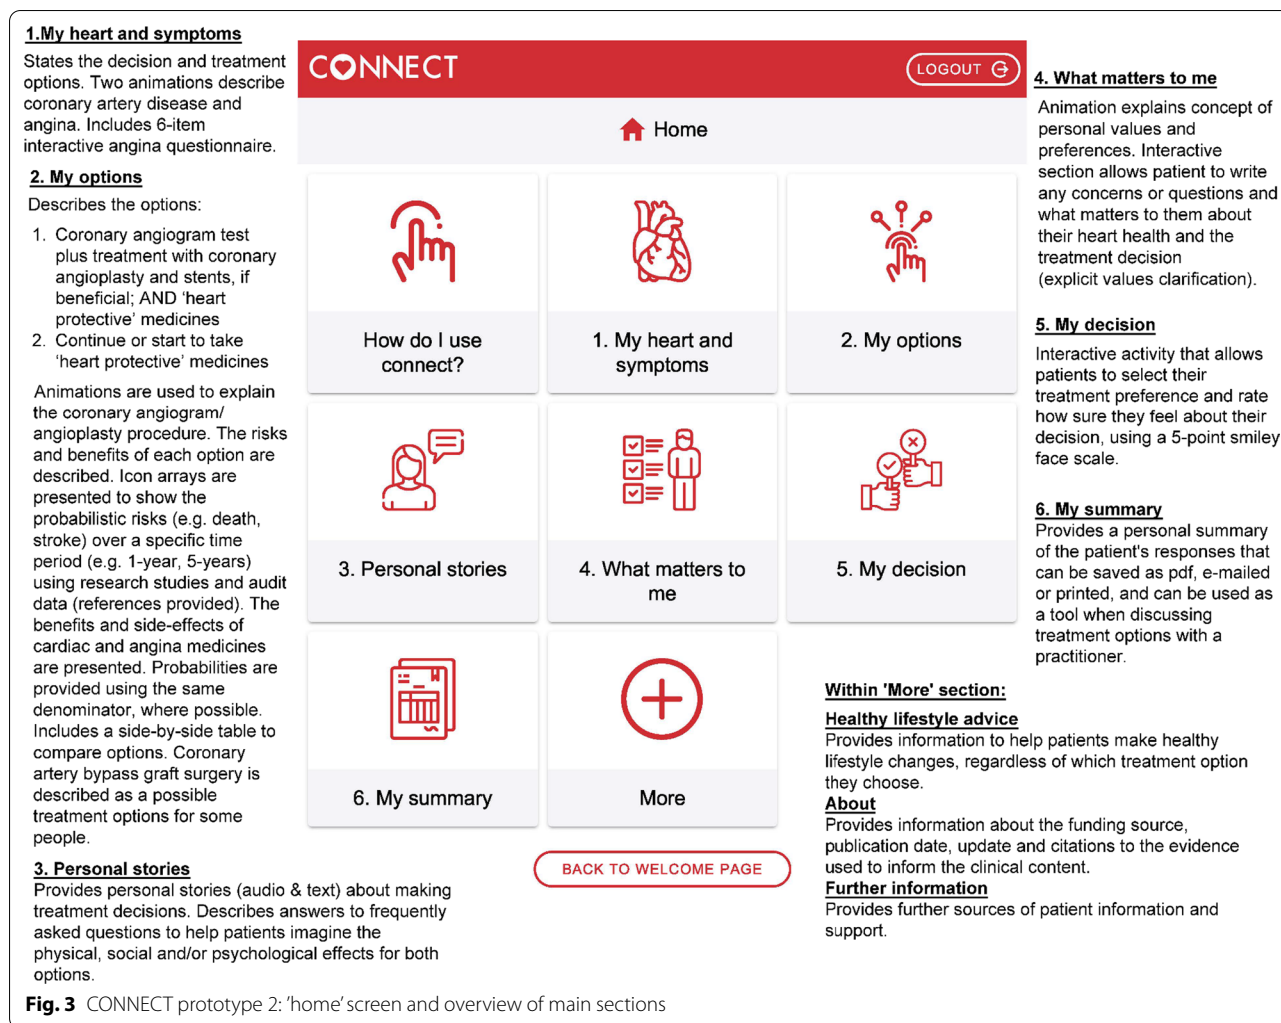 1.My heart and symptoms
States the decision and treatment
options. Two animations describe
coronary artery disease and
angina. Includes 6-item
interactive angina questionnaire.
2. My options
Describes the options:
1. Coronary angiogram test
plus treatment with coronary
angioplasty and stents, if
beneficial; AND ‘heart
protective’ medicines
2. Continue or start to take
‘heart protective’ medicines
Animations are used to explain
the coronary angiogram/
angioplasty procedure. The risks
and benefits of each option are
described. Icon arrays are
presented to show the
probabilistic risks (e.g. death,
stroke) over a specific time
period (e.g. 1-year, 5-years)
using research studies and audit
data (references provided). The
benefits and side-effects of
cardiac and angina medicines
are presented. Probabilities are
provided using the same
denominator, where possible.
Includes a side-by-side table to
compare options. Coronary
artery bypass graft surgery is
described as a possible
treatment options for some
people.
3. Personal stories
Provides personal stories (audio & text) about making
treatment decisions. Describes answers to frequently
asked questions to help patients imagine the
physical, social and/or psychological effects for both
options.
CONNECT
LOGOUT
Home
How do I use
connect?
1. My heart and
symptoms
2. My options
3. Personal stories
4. What matters to
me
5. My decision
6. My summary
More
BACK TO WELCOME PAGE
4. What matters to me
Animation explains concept of
personal values and
preferences. Interactive
section allows patient to write
any concerns or questions and
what matters to them about
their heart health and the
treatment decision
(explicit values clarification).
5. My decision
Interactive activity that allows
patients to select their
treatment preference and rate
how sure they feel about their
decision, using a 5-point smiley
face scale.
6. My summary
Provides a personal summary
of the patient's responses that
can be saved as pdf, e-mailed
or printed, and can be used as
a tool when discussing
treatment options with a
practitioner.
Within 'More' section:
Healthy lifestyle advice
Provides information to help patients make healthy
lifestyle changes, regardless of which treatment option
they choose.
About
Provides information about the funding source,
publication date, update and citations to the evidence
used to inform the clinical content.
Further information
Provides further sources of patient information and
support.
Fig. 3 CONNECT prototype 2: ‘home’ screen and overview of main sections